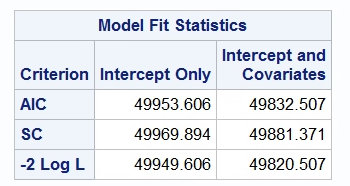 Model Fit Statistics
Criterion Intercept Only Intercept and
Covariates
AIC 49953.606 49832.507
SC 49969.894 49881.371
-2 Log L 49949.606 49820.507